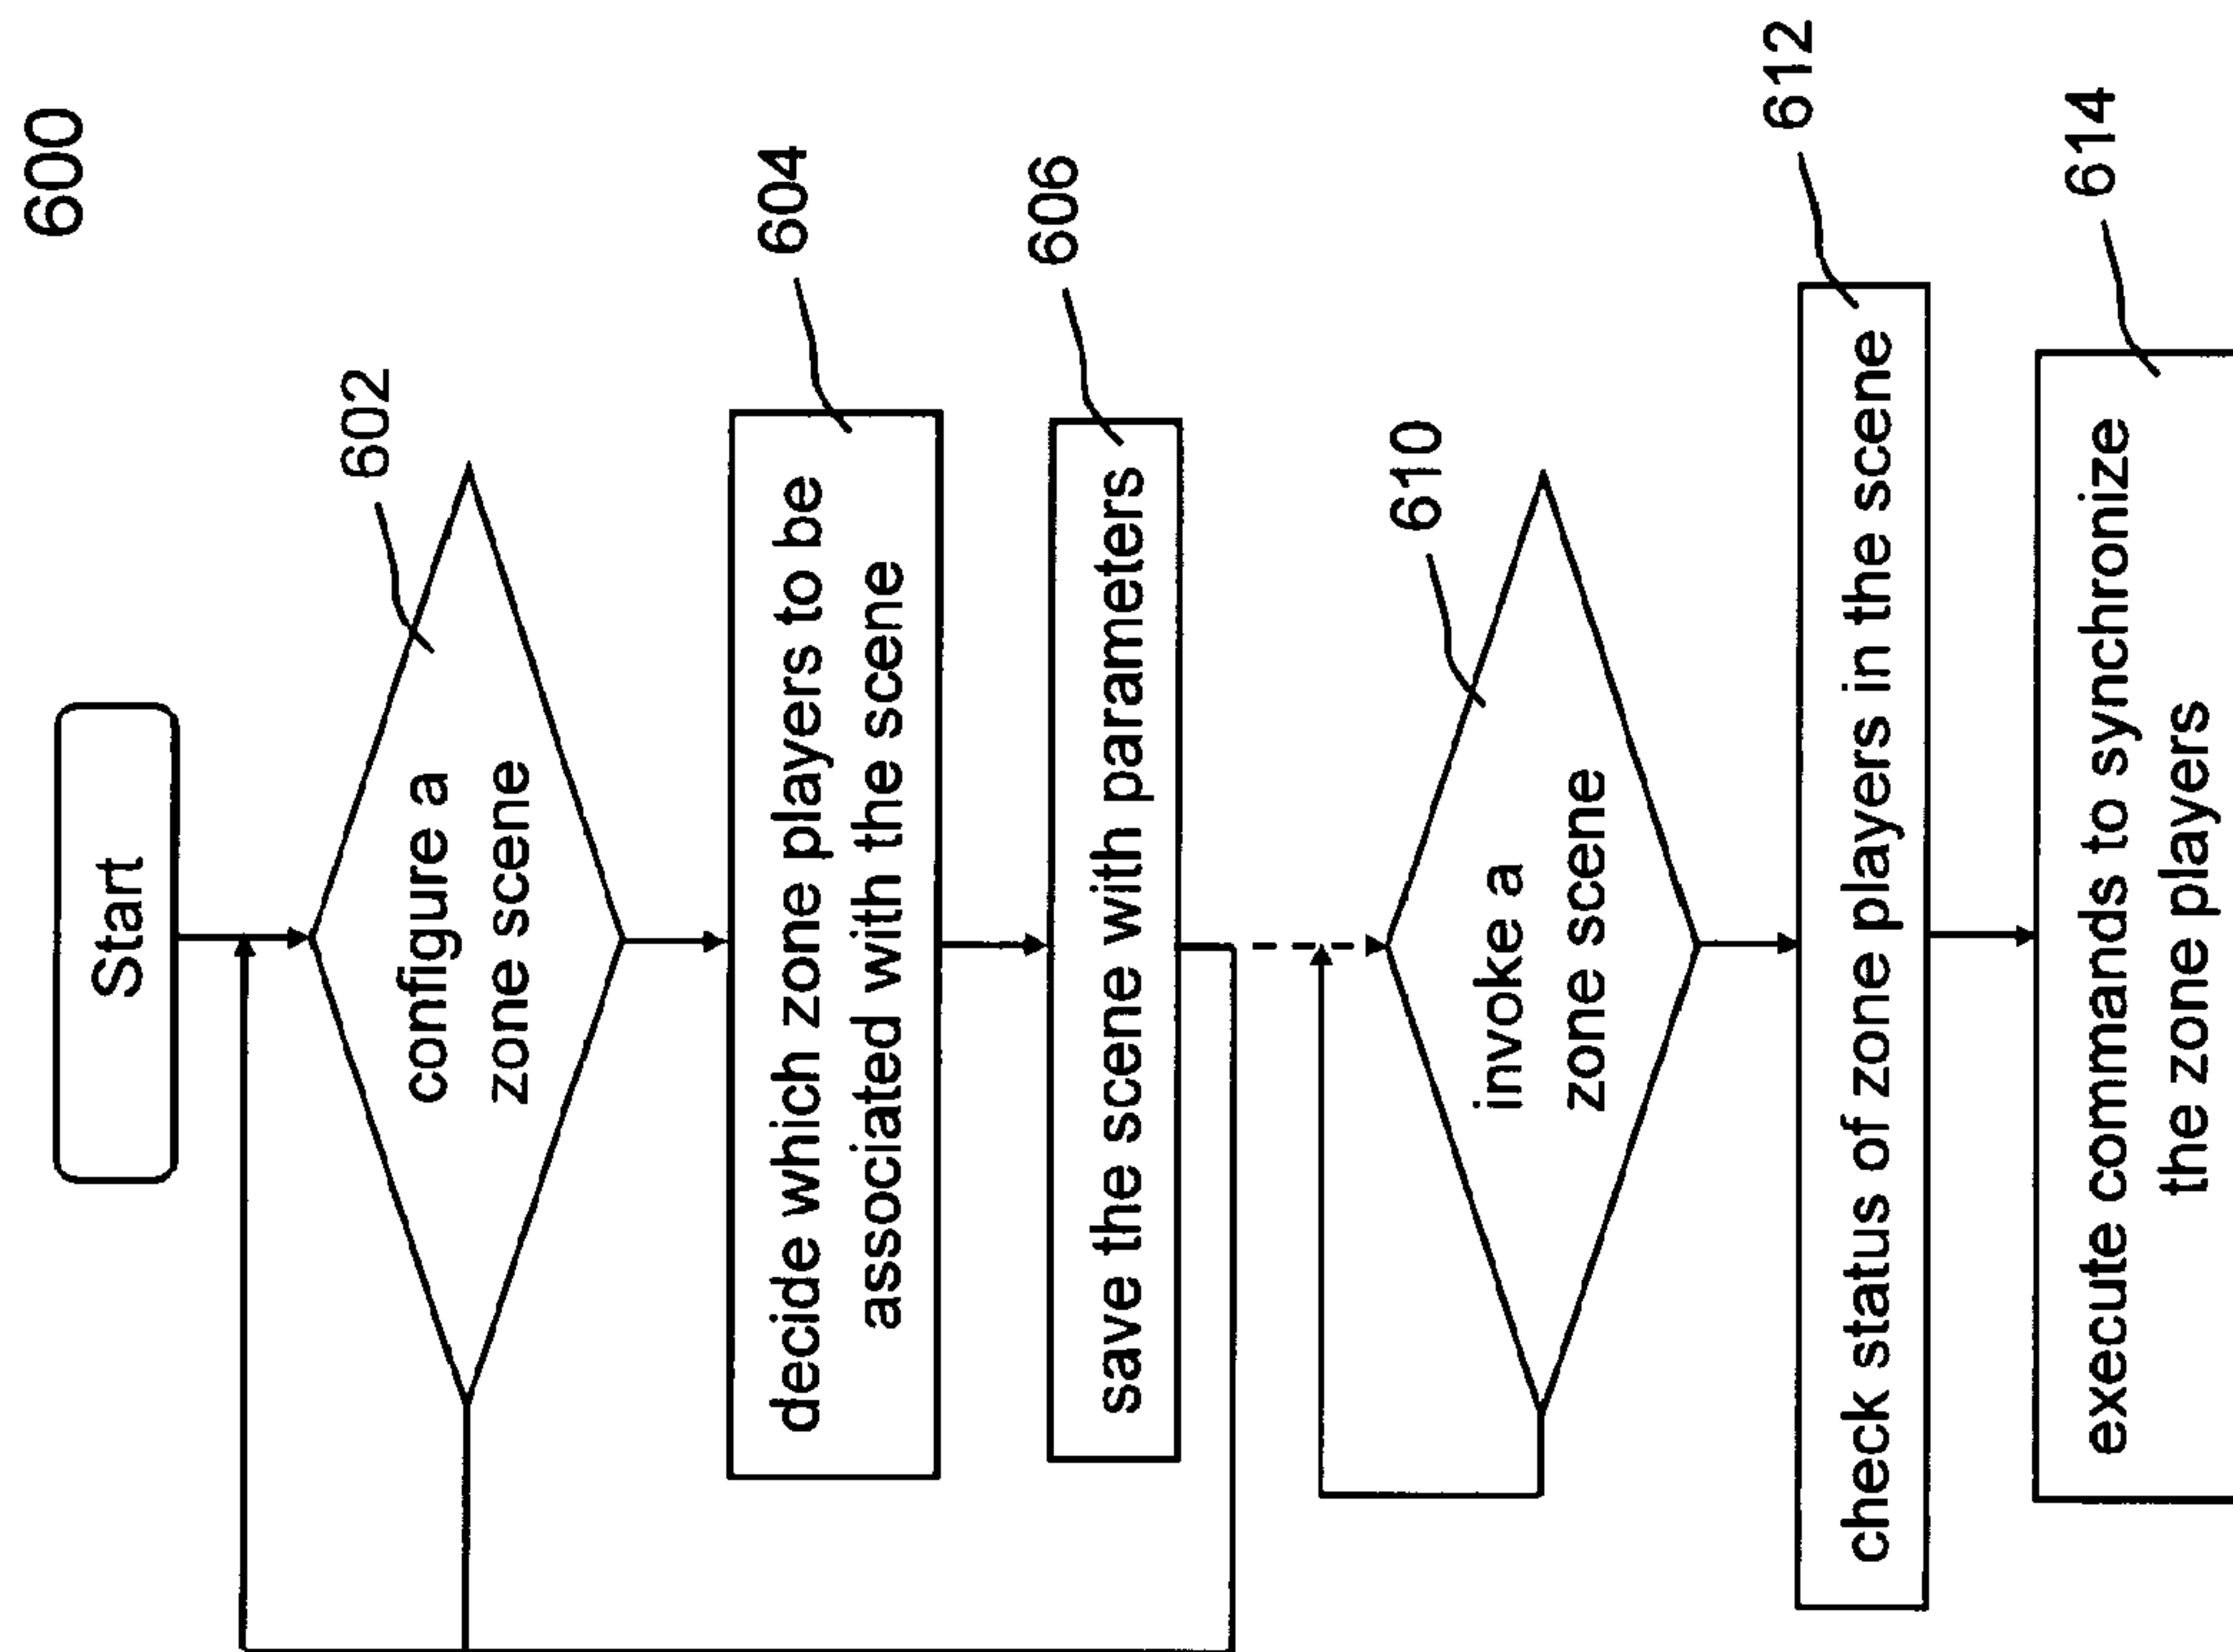 600
Start
602
configure a
zone scene
604
decide which zone players to be
associated with the scene
606
save the scene with parameters
610
invoke a
zone scene
612
check status of zone players in the scene
614
execute commands to synchronize
the zone players